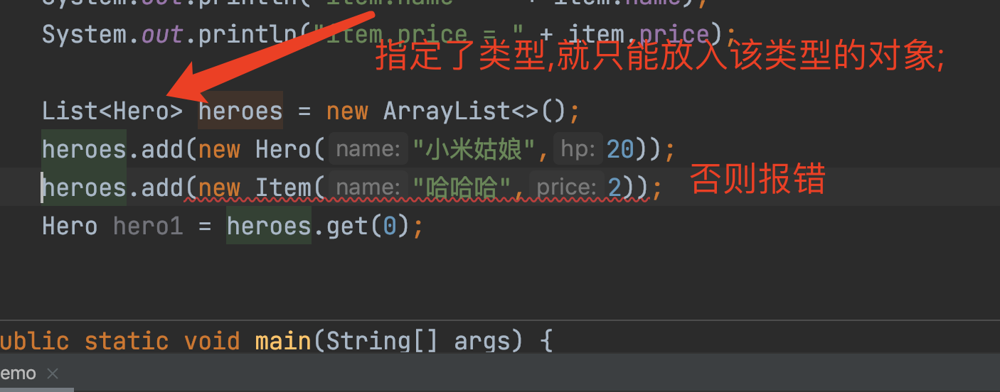 System.out.println("item.name = " + item.name);
System.out.println("item.price = " + item.price);
指定了类型,就只能放入该类型的对象;
List<Hero> heroes = new ArrayList<>();
heroes.add(new Hero( name: "小米姑娘", hp: 20));
heroes.add(new Item( name: "哈哈哈", price: 2));
否则报错
Hero hero1 = heroes.get(0);
ublic static void main(String[] args) {
emo ×